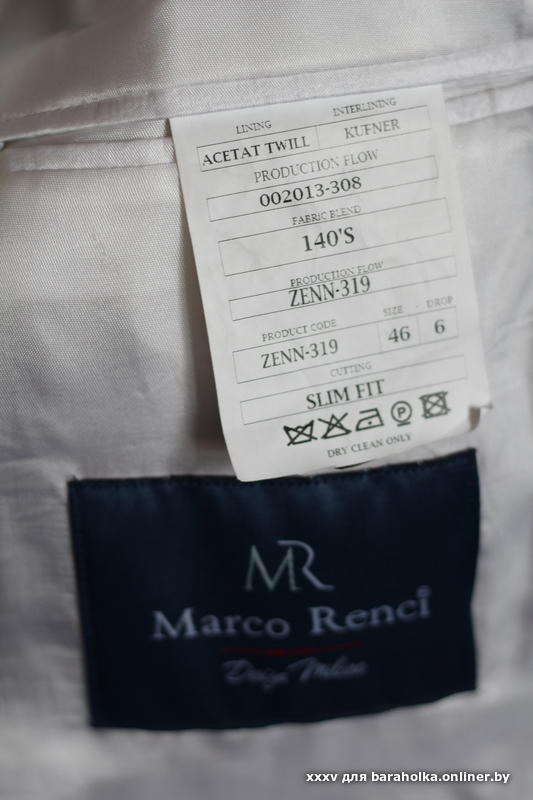 LINING INTERLINING
ACETAT TWILL KUFNER
PRODUCTION FLOW
002013-308
FABRIC BLEND
140'S
PRODUCTION FLOW
ZENN-319
PRODUCT CODE SIZE DROP
ZENN-319 46 6
CUTTING
SLIM FIT
P
DRY CLEAN ONLY
MR
Marco Renci
xxxv для baraholka.onliner.by